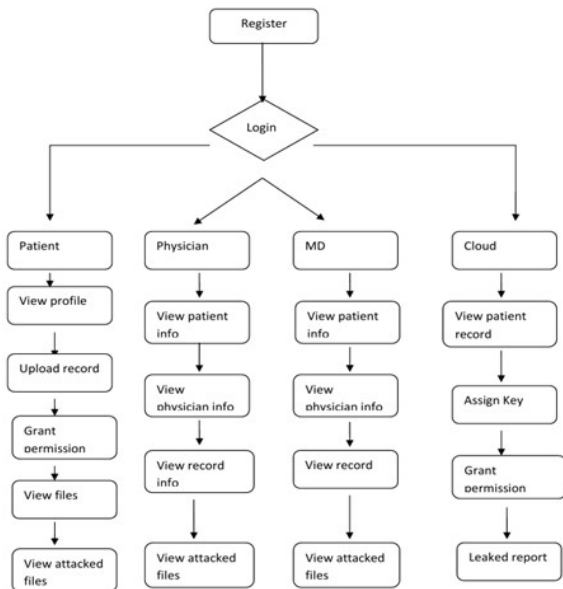 Register
Login
Patient
View profile
Upload record
Grant
permission
View files
View attacked
files
Physician
View patient
info
View
physician info
View record
info
View attacked
files
MD
View patient
info
View
physician info
View record
View attacked
files
Cloud
View patient
record
Assign Key
Grant
permission
Leaked report